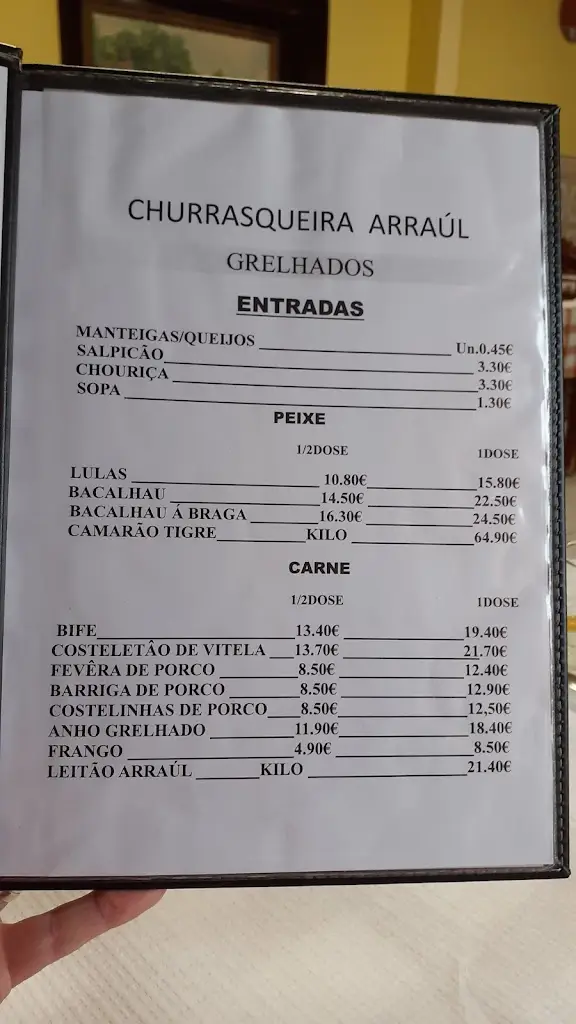 CHURRASQUEIRA ARRAÚL
GRELHADOS
ENTRADAS
MANTEIGAS/QUEIJOS Un.0.45€
SALPICÃO 3.30€
CHOURIÇA 3.30€
SOPA 1.30€
PEIXE
1/2DOSE 1DOSE
LULAS 10.80€ 15.80€
BACALHAU 14.50€ 22.50€
BACALHAU Á BRAGA 16.30€ 24.50€
CAMARÃO TIGRE KILO 64.90€
CARNE
1/2DOSE 1DOSE
BIFE 13.40€ 19.40€
COSTELETÂO DE VITELA 13.70€ 21.70€
FEVÊRA DE PORCO 8.50€ 12.40€
BARRIGA DE PORCO 8.50€ 12.90€
COSTELINHAS DE PORCO 8.50€ 12,50€
ANHO GRELHADO 11.90€ 18.40€
FRANGO 4.90€ 8.50€
LEITÃO ARRAÚL KILO 21.40€